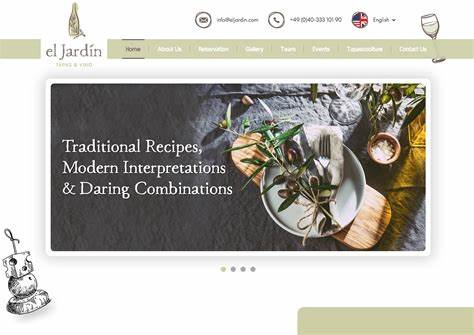 info@eljardin.com
+49 (0)40-333 101 90
English
el Jardín
TAPAS & VINO
Home
About Us
Reservation
Gallery
Team
Events
Tapascoolture
Contact Us
Traditional Recipes,
Modern Interpretations
& Daring Combinations